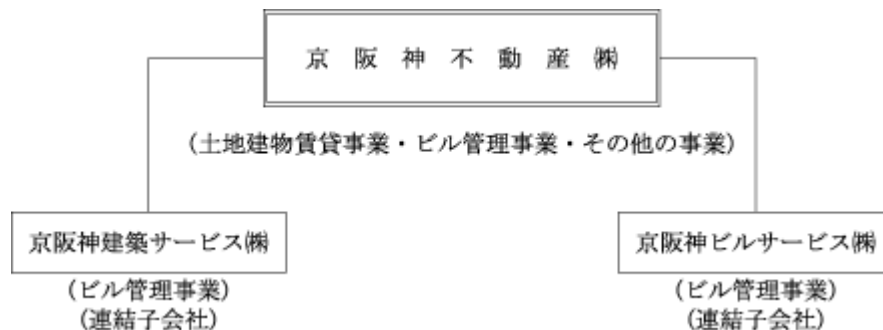 京阪神不動産㈱
(土地建物賃貸事業・ビル管理事業・その他の事業)
京阪神建築サービス㈱
(ビル管理事業)
(連結子会社)
京阪神ビルサービス㈱
(ビル管理事業)
(連結子会社)